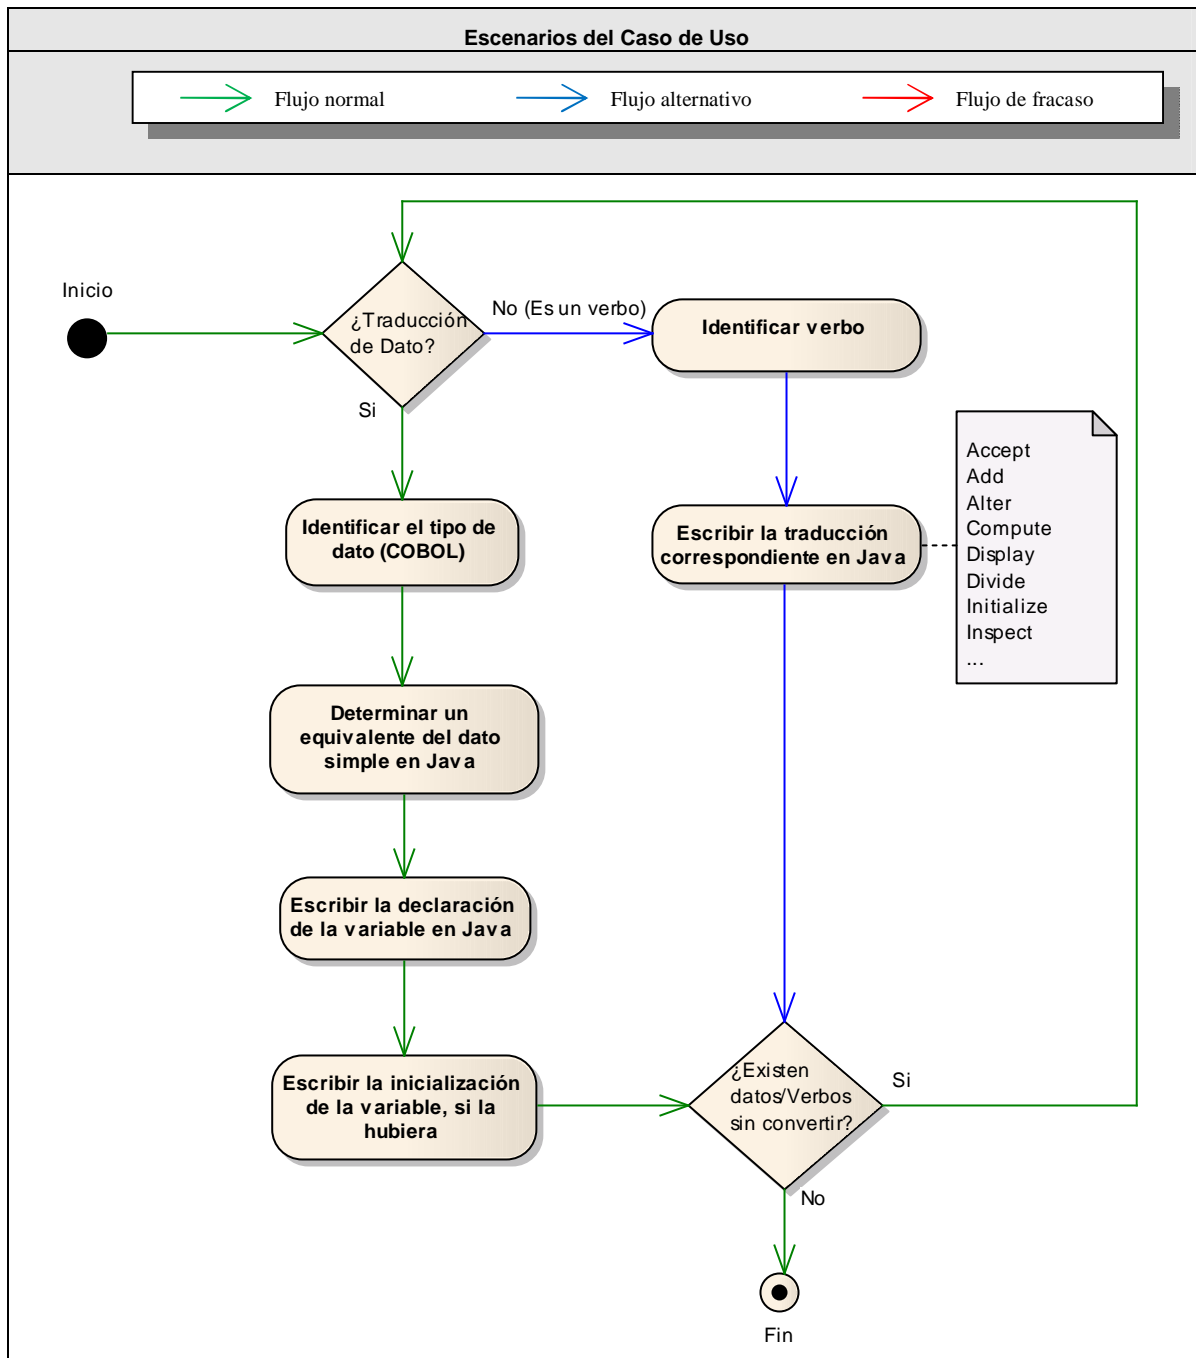 Escenarios del Caso de Uso
Flujo normal
Flujo alternativo
Flujo de fracaso
Inicio
¿Traducción
de Dato?
No (Es un verbo)
Identificar verbo
Si
Accept
Add
Alter
Compute
Display
Divide
Initialize
Inspect
...
Identificar el tipo de
dato (COBOL)
Escribir la traducción
correspondiente en Java
Determinar un
equivalente del dato
simple en Java
Escribir la declaración
de la variable en Java
Escribir la inicialización
de la variable, si la
hubiera
¿Existen
datos/Verbos
sin convertir?
Si
No
Fin